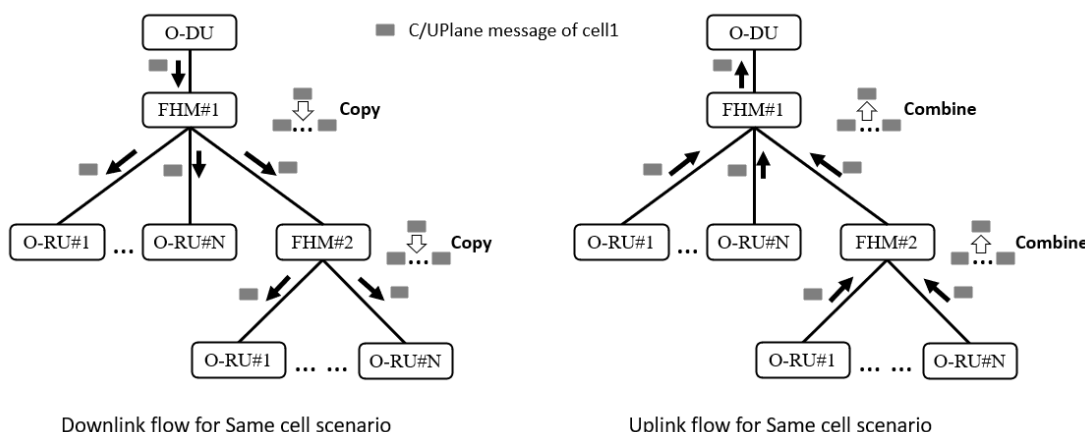 O-DU
C/UPlane message of cell1
FHM#1
Copy
O-RU#1
...
O-RU#N
FHM#2
Copy
O-RU#1
... ...
O-RU#N
Downlink flow for Same cell scenario
O-DU
FHM#1
Combine
O-RU#1
...
O-RU#N
FHM#2
Combine
O-RU#1
... ...
O-RU#N
Uplink flow for Same cell scenario